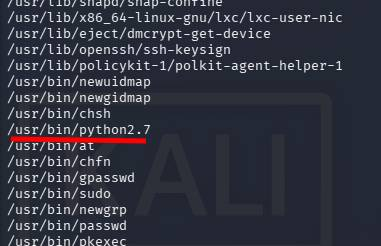 /usr/lib/snapd/snap-confine
/usr/lib/x86_64-linux-gnu/lxc/lxc-user-nic
/usr/lib/eject/dmcrypt-get-device
/usr/lib/openssh/ssh-keysign
/usr/lib/policykit-1/polkit-agent-helper-1
/usr/bin/newuidmap
/usr/bin/newgidmap
/usr/bin/chsh
/usr/bin/python2.7
/usr/bin/at
/usr/bin/chfn
/usr/bin/gpasswd
/usr/bin/sudo
/usr/bin/newgrp
/usr/bin/passwd
/usr/bin/pkexec
KALI